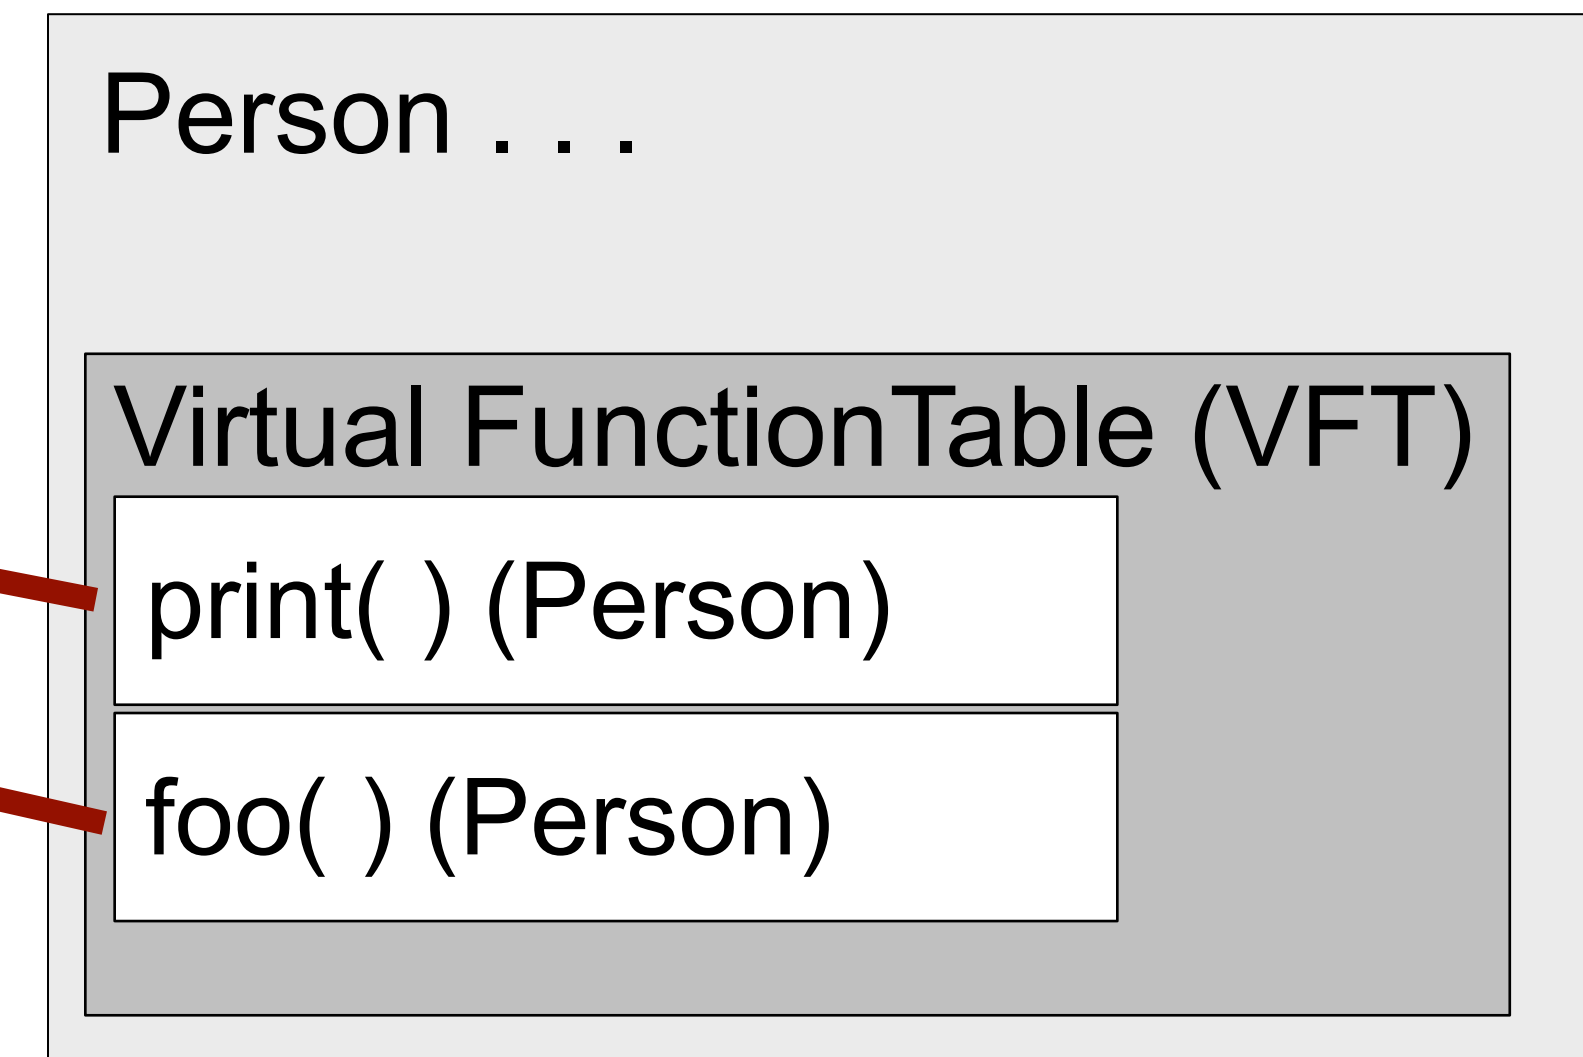 Person . . .
Virtual FunctionTable (VFT)
print( ) (Person)
foo( ) (Person)